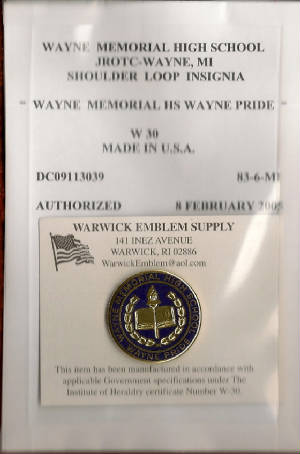 WAYNE MEMORIAL HIGH SCHOOL
JROTC-WAYNE, MI
SHOULDER LOOP INSIGNIA
" WAYNE MEMORIAL HS WAYNE PRIDE "
W 30
MADE IN U.S.A.
DC09113039 83-6-MI
AUTHORIZED 8 FEBRUARY 2005
WARWICK EMBLEM SUPPLY
141 INEZ AVENUE
WARWICK, RI 02886
WarwickEmblem@aol.com
WAYNE MEMORIAL HIGH SCHOOL
WAYNE PRIDE
This item has been manufactured in accordance with
applicable Government specifications under The
Institute of Heraldry certificate Number W-30.